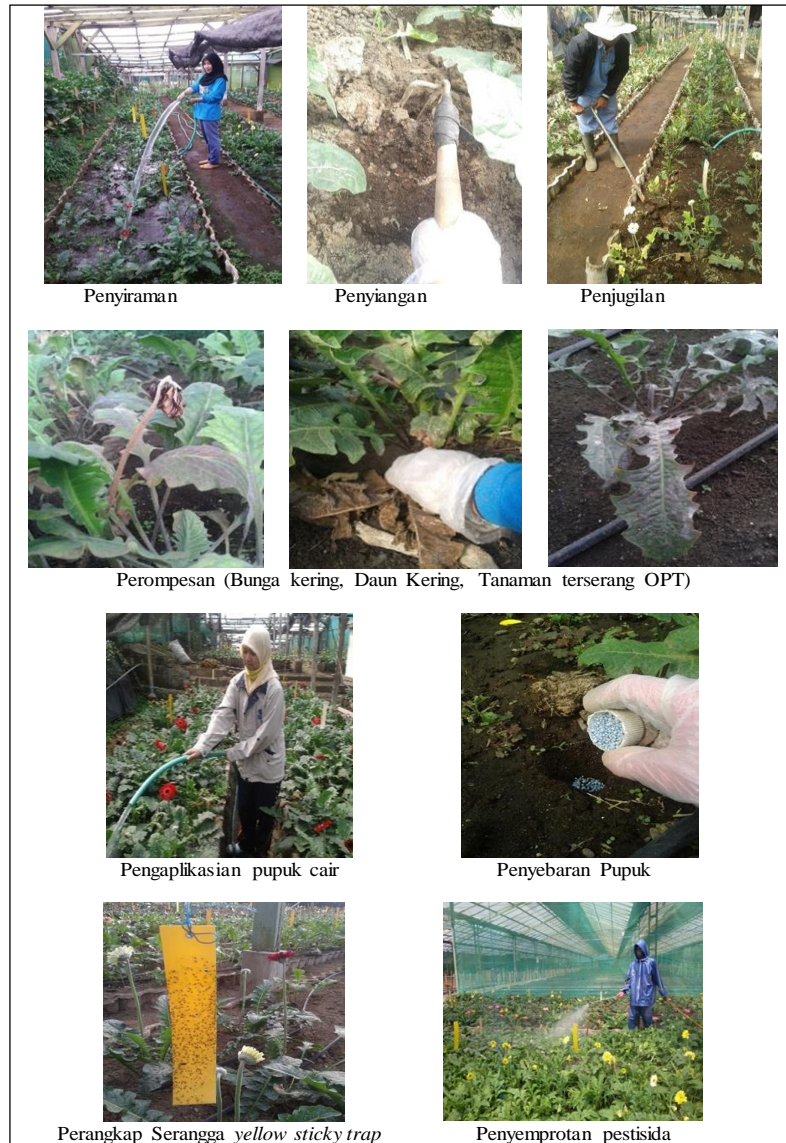 Penyiraman
Penyiangan
Penjugilan
Perompesan (Bunga kering, Daun Kering, Tanaman terserang OPT)
Pengaplikasian pupuk cair
Penyebaran Pupuk
Perangkap Serangga yellow sticky trap
Penyemprotan pestisida